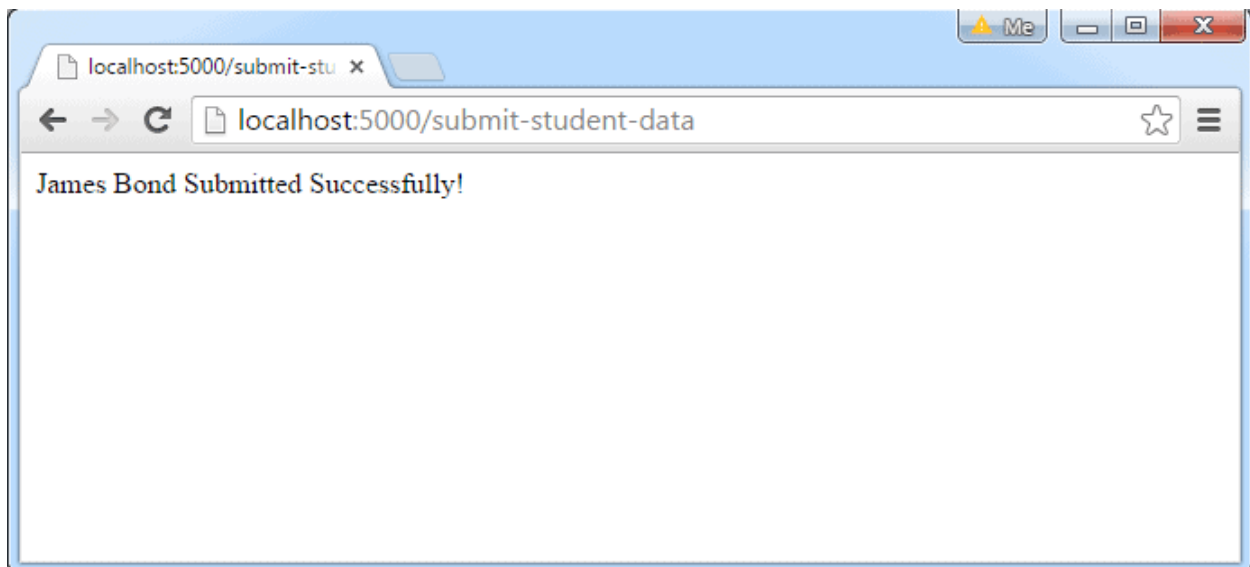 Me
localhost:5000/submit-stu
localhost:5000/submit-student-data
James Bond Submitted Successfully!